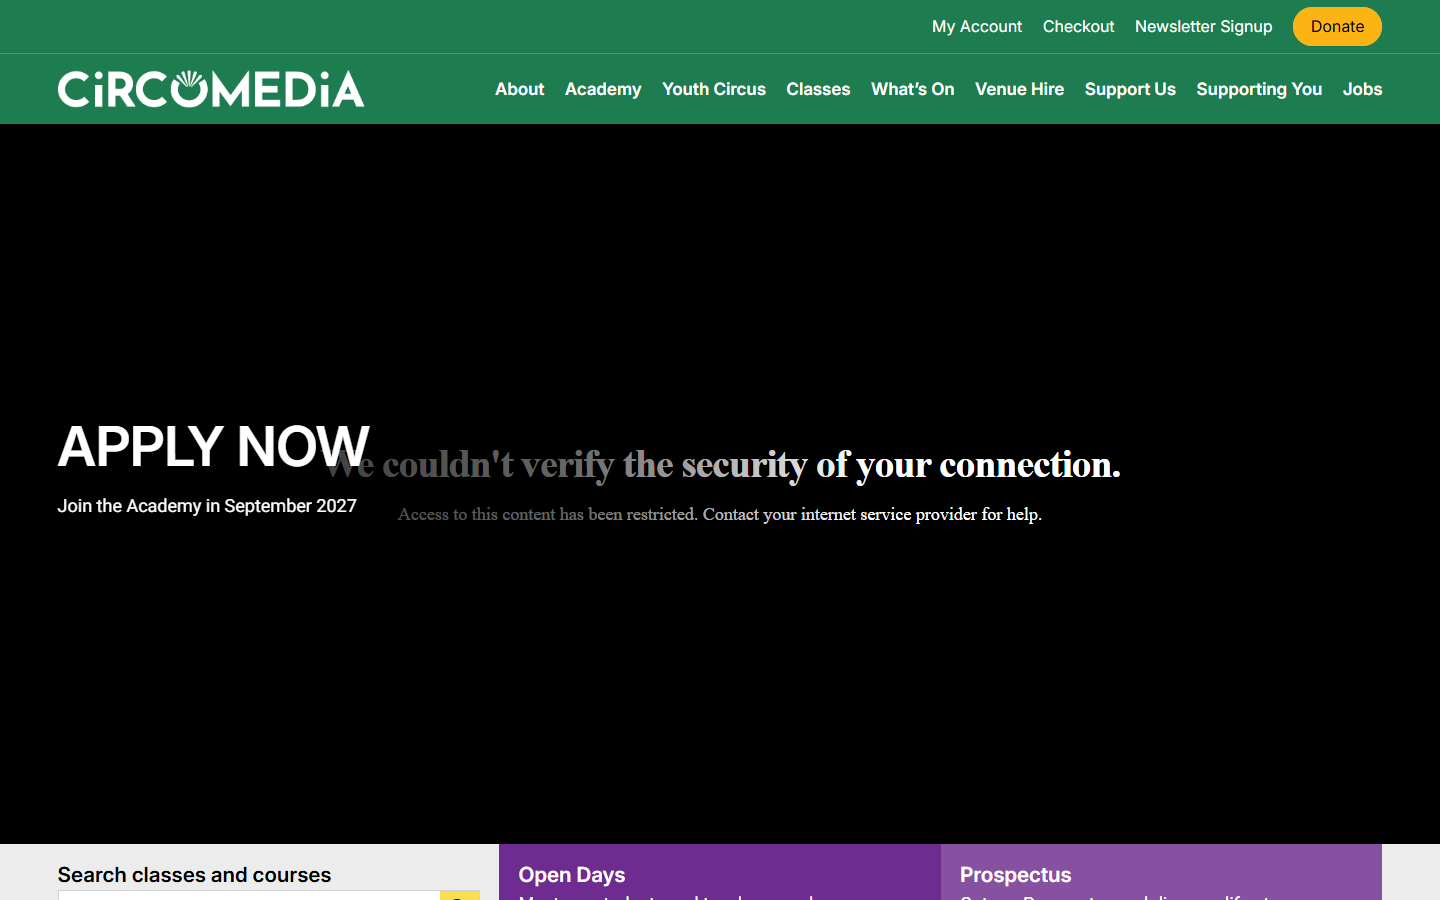 My Account Checkout Newsletter Signup Donate
CiRCOMEDiA
About Academy Youth Circus Classes What's On Venue Hire Support Us Supporting You Jobs
APPLY NOW
We couldn't verify the security of your connection.
Join the Academy in September 2027
Access to this content has been restricted. Contact your internet service provider for help.
Search classes and courses
Open Days
Prospectus